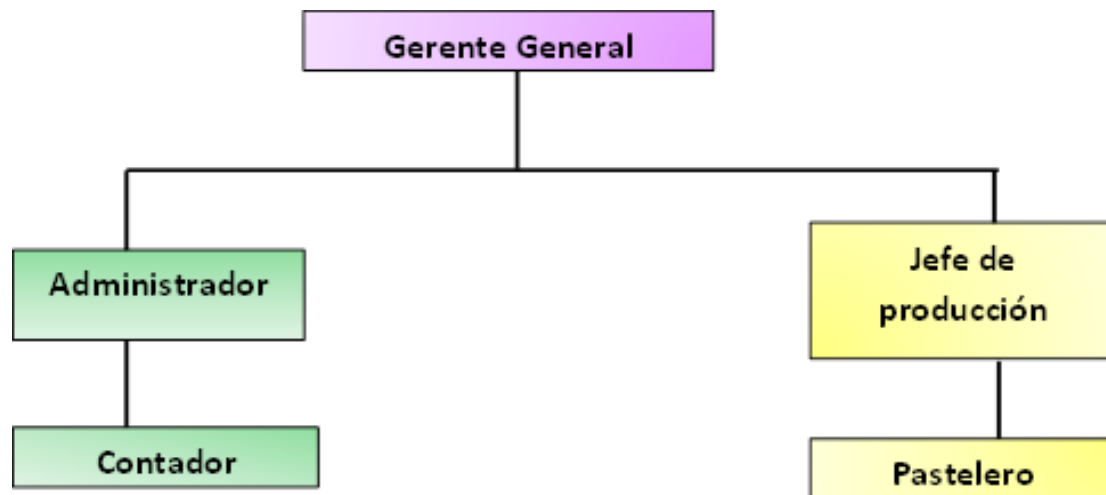 Gerente General
Administrador
Jefe de
producción
Contador
Pastelero